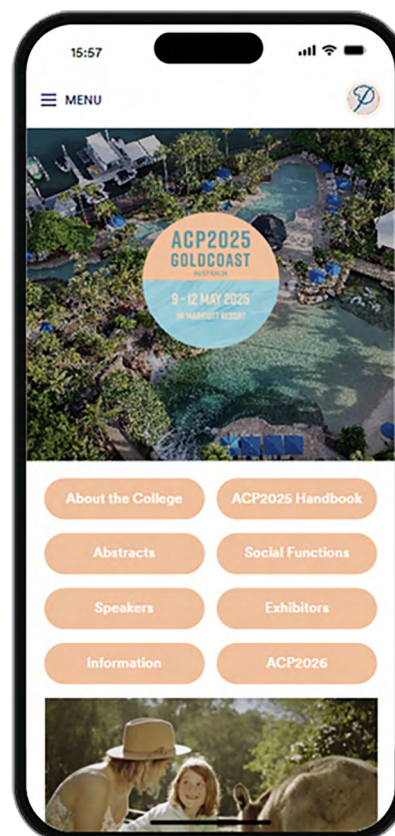 15:57
MENU
ACP2025
GOLDCOAST
AUSTRALIA
9 - 12 MAY 2025
JW MARRIOTT RESORT
About the College
ACP2025 Handbook
Abstracts
Social Functions
Speakers
Exhibitors
Information
ACP2026